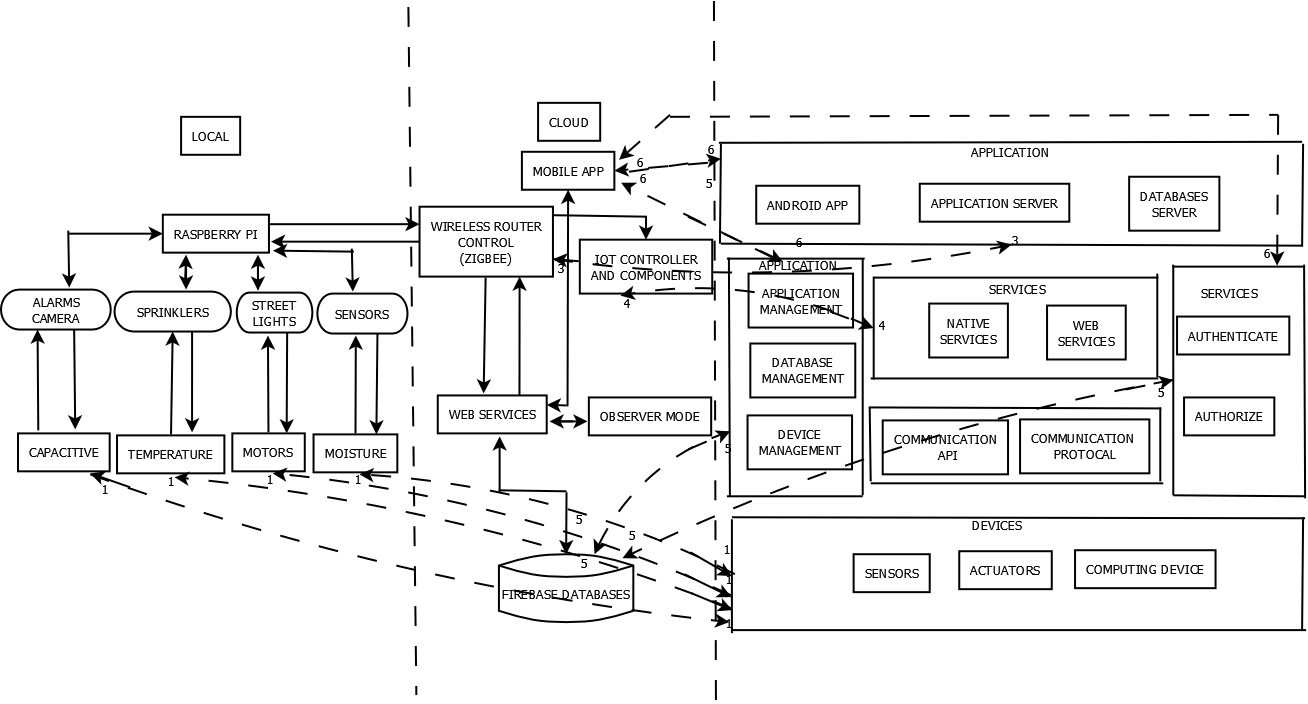 LOCAL
CLOUD
MOBILE APP
RASPBERRY PI
WIRELESS ROUTER
CONTROL
(ZIGBEE)
IOT CONTROLLER
AND COMPONENTS
ALARMS
CAMERA
SPRINKLERS
STREET
LIGHTS
SENSORS
CAPACITIVE
TEMPERATURE
MOTORS
MOISTURE
WEB SERVICES
OBSERVER MODE
FIREBASE DATABASES
APPLICATION
ANDROID APP
APPLICATION SERVER
DATABASES
SERVER
APPLICATION
APPLICATION
MANAGEMENT
DATABASE
MANAGEMENT
DEVICE
MANAGEMENT
SERVICES
NATIVE
SERVICES
WEB
SERVICES
COMMUNICATION
API
COMMUNICATION
PROTOCAL
SERVICES
AUTHENTICATE
AUTHORIZE
DEVICES
SENSORS
ACTUATORS
COMPUTING DEVICE
6
6
6
5
6
3
3
6
4
4
5
5
1
1
1
1
5
5
5
1
1
1